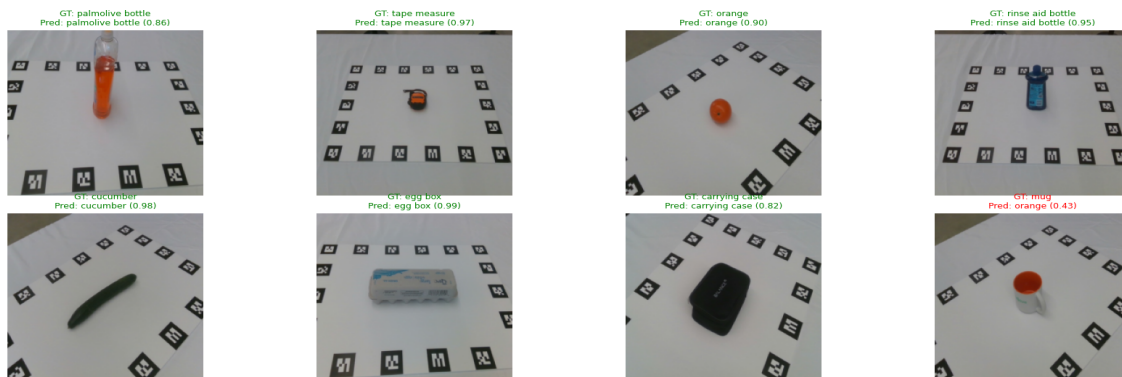 GT: palmolive bottle
Pred: palmolive bottle (0.86)
GT: tape measure
Pred: tape measure (0.97)
GT: orange
Pred: orange (0.90)
GT: rinse aid bottle
Pred: rinse aid bottle (0.95)
GT: cucumber
Pred: cucumber (0.98)
GT: egg box
Pred: egg box (0.99)
GT: carrying case
Pred: carrying case (0.82)
GT: mug
Pred: orange (0.43)